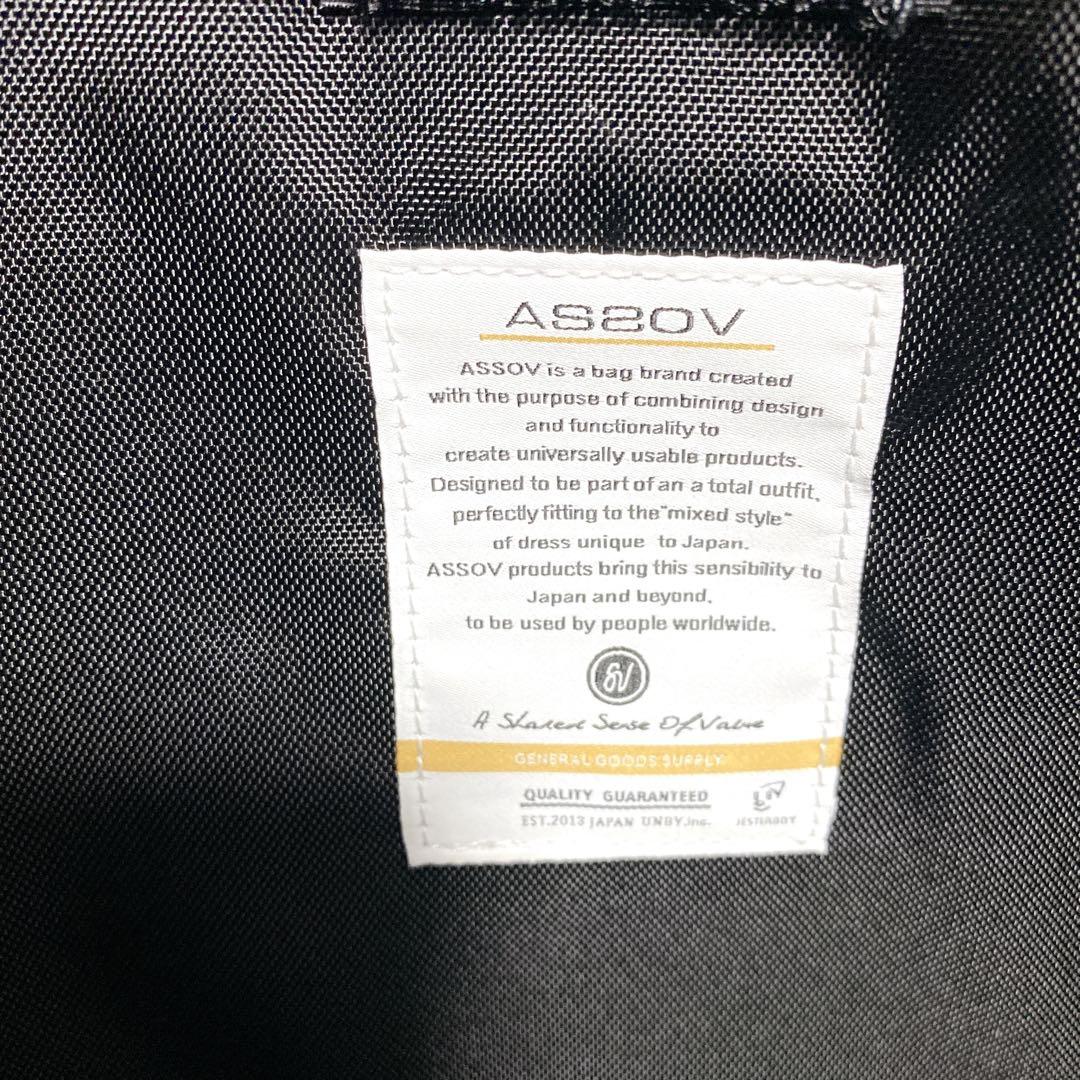 ASSOV
ASSOV is a bag brand created
with the purpose of combining design
and functionality to
create universally usable products.
Designed to be part of an a total outfit,
perfectly fitting to the"mixed style"
of dress unique to Japan.
ASSOV products bring this sensibility to
Japan and beyond,
to be used by people worldwide.
A Shared Sense Of Value
GENERAL GOODS SUPPLY
QUALITY GUARANTEED
EST.2013 JAPAN UNBY.Inc.